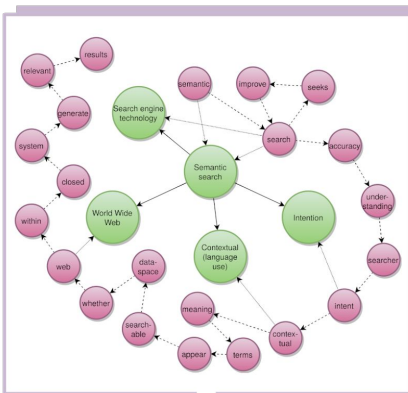 results
relevant
semantic
improve
seeks
Search engine
technology
generate
search
system
accuracy
Semantic
search
closed
under-
standing
within
World Wide
Web
Intention
searcher
Contextual
(language
use)
web
data-
space
whether
meaning
intent
search-
able
contex-
tual
appear
terms